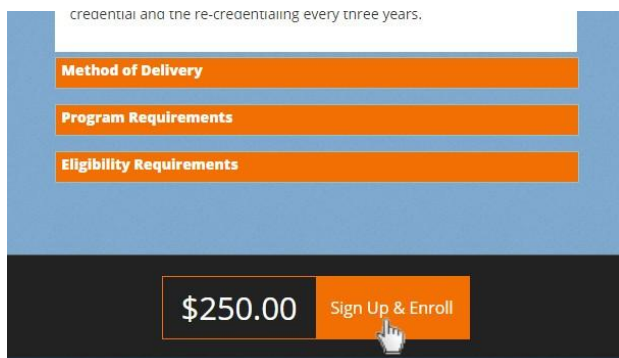 credential and the re-credentialing every three years.
Method of Delivery
Program Requirements
Eligibility Requirements
$250.00
Sign Up & Enroll